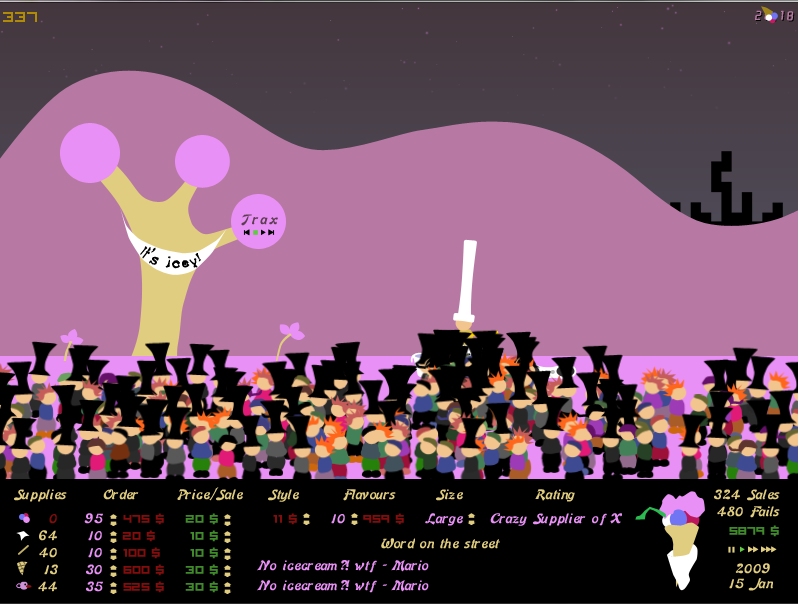 337
2 18
Trax
It's icey!
Supplies Order Price/Sale Style Flavours Size Rating
324 Sales
480 Fails
0 95 475 $ 20 $ 11 $ 10 959 $ Large Crazy Supplier of X
5879 $
64 10 20 $ 10 $
Word on the street
40 10 100 $ 10 $
13 30 600 $ 30 $ No icecream?! wtf - Mario
2009
44 35 525 $ 30 $ No icecream?! wtf - Mario
15 Jan